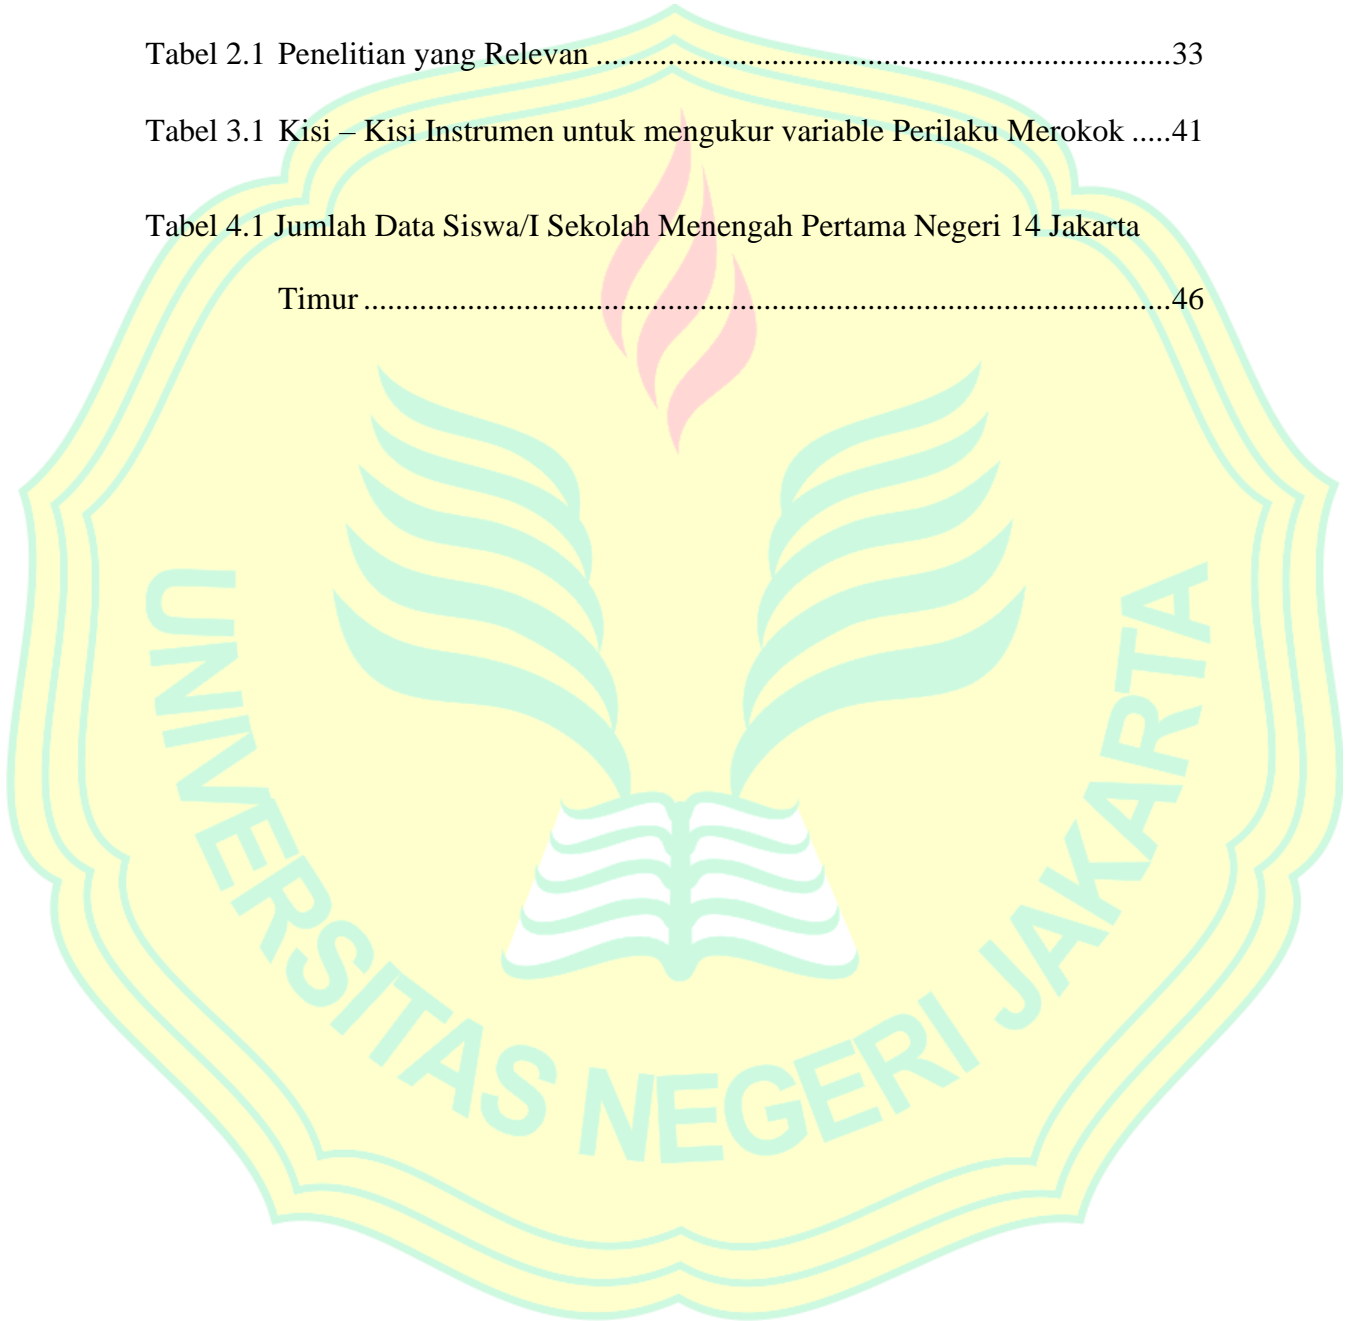 Tabel 2.1 Penelitian yang Relevan .........................................................................33
Tabel 3.1 Kisi – Kisi Instrumen untuk mengukur variable Perilaku Merokok .....41
Tabel 4.1 Jumlah Data Siswa/I Sekolah Menengah Pertama Negeri 14 Jakarta
Timur .......................................................................................................46
UNIVERSITAS NEGERI JAKARTA